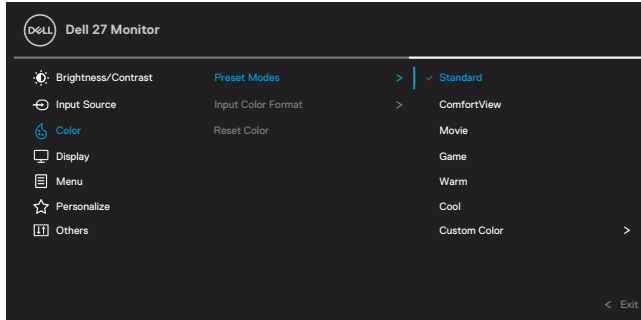 DELL Dell 27 Monitor
Brightness/Contrast Preset Modes > ✓ Standard
Input Source Input Color Format > ComfortView
Color Reset Color Movie
Display Game
Menu Warm
Personalize Cool
Others Custom Color >
< Exit